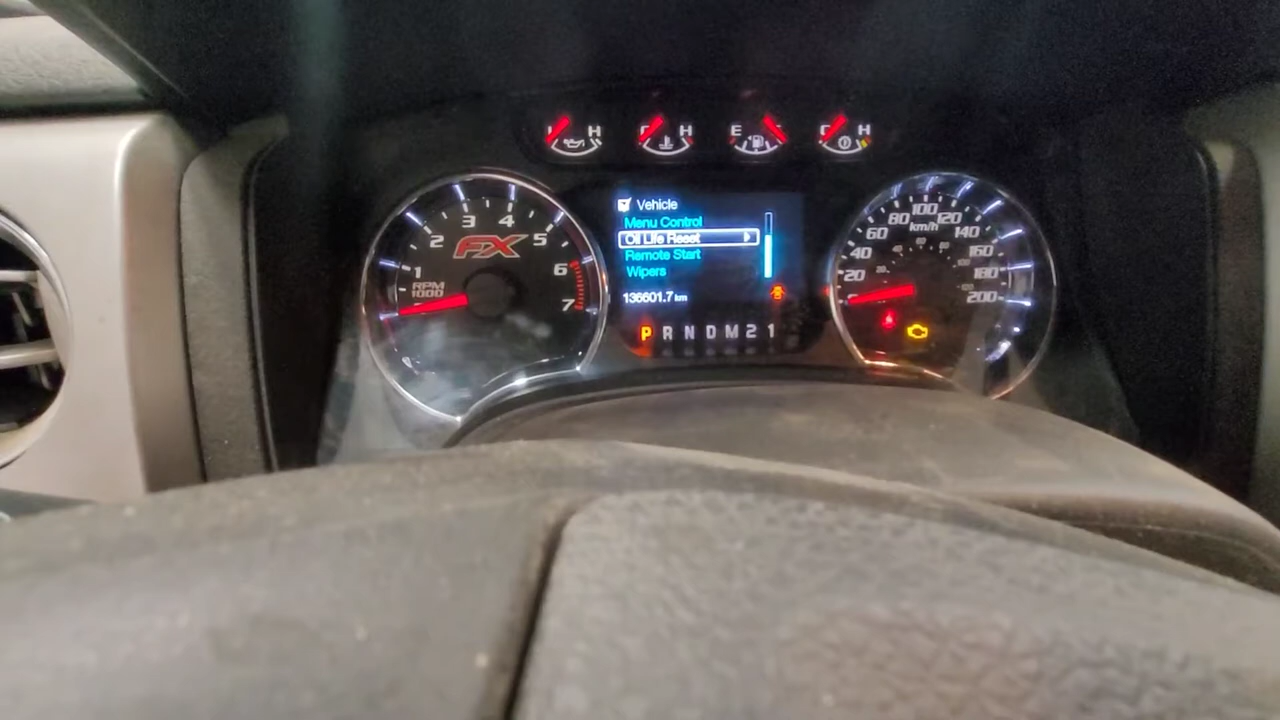 H
H
E
H
FX
RPM
1000
1
2
3
4
5
6
7
Vehicle
Menu Control
Oil Life Reset
Remote Start
Wipers
136601.7 km
P R N D M 2 1
km/h
20
40
60
80
100
120
140
160
180
200